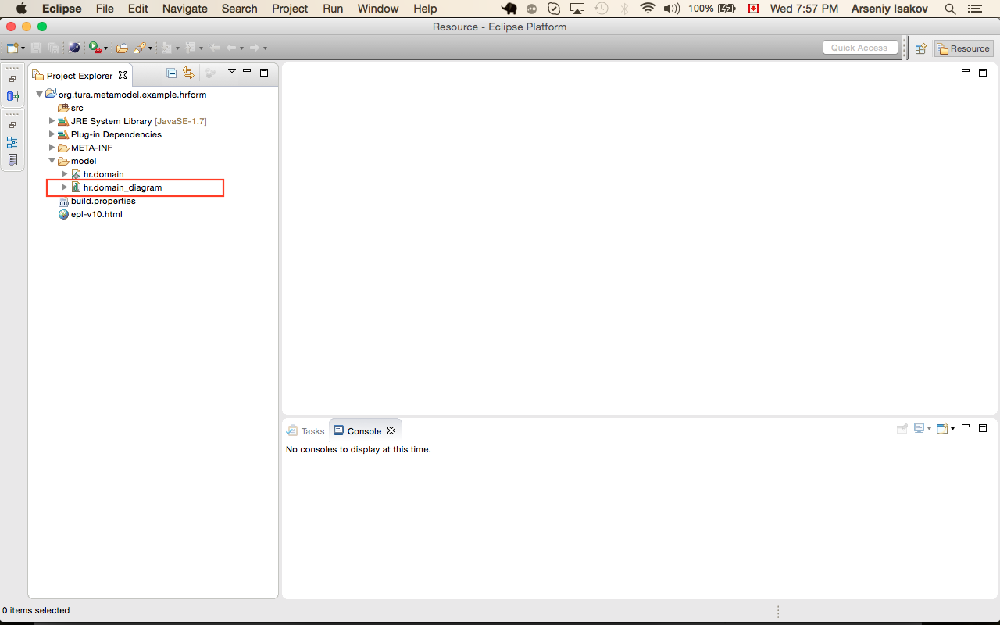 Eclipse File Edit Navigate Search Project Run Window Help 100% Wed 7:57 PM Arseniy Isakov
Resource - Eclipse Platform
Quick Access Resource
Project Explorer
org.tura.metamodel.example.hrform
src
JRE System Library [JavaSE-1.7]
Plug-in Dependencies
META-INF
model
hr.domain
hr.domain_diagram
build.properties
epl-v10.html
Tasks Console
No consoles to display at this time.
0 items selected